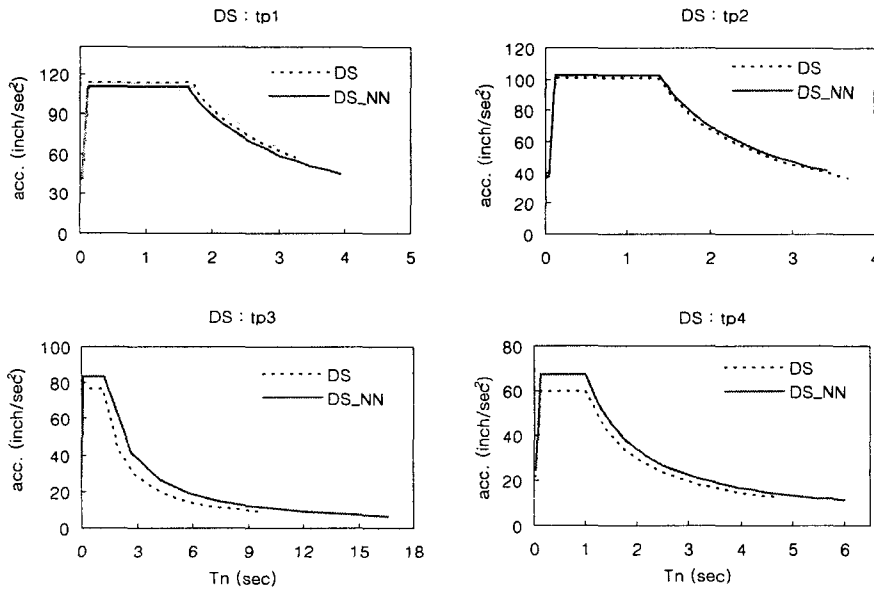 DS : tp1
acc. (inch/sec²)
150
120
90
60
30
0
DS
DS_NN
0 1 2 3 4 5
DS : tp2
acc. (inch/sec²)
120
100
80
60
40
20
0
DS
DS_NN
0 1 2 3 4
DS : tp3
acc. (inch/sec²)
100
80
60
40
20
0
DS
DS_NN
0 3 6 9 12 15 18
Tn (sec)
DS : tp4
acc. (inch/sec²)
80
60
40
20
0
DS
DS_NN
0 1 2 3 4 5 6
Tn (sec)